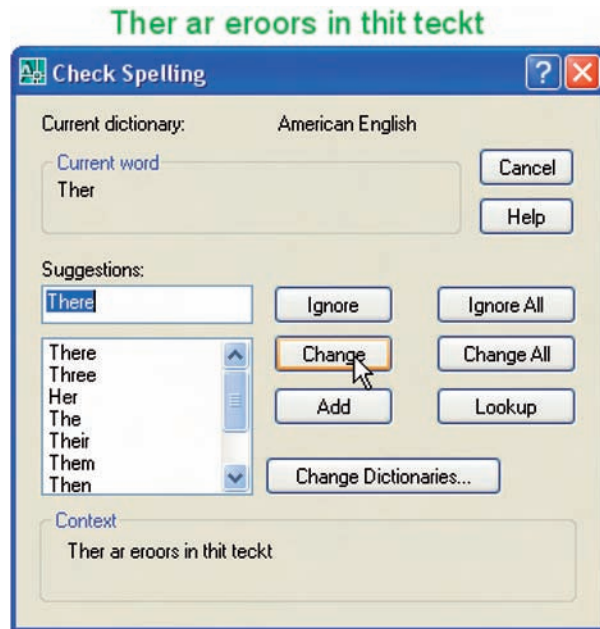 Ther ar eroors in thit teckt
Check Spelling
Current dictionary: American English
Current word
Ther
Cancel
Help
Suggestions:
There
Ignore
Ignore All
There
Three
Her
The
Their
Them
Then
Change
Change All
Add
Lookup
Change Dictionaries...
Context
Ther ar eroors in thit teckt